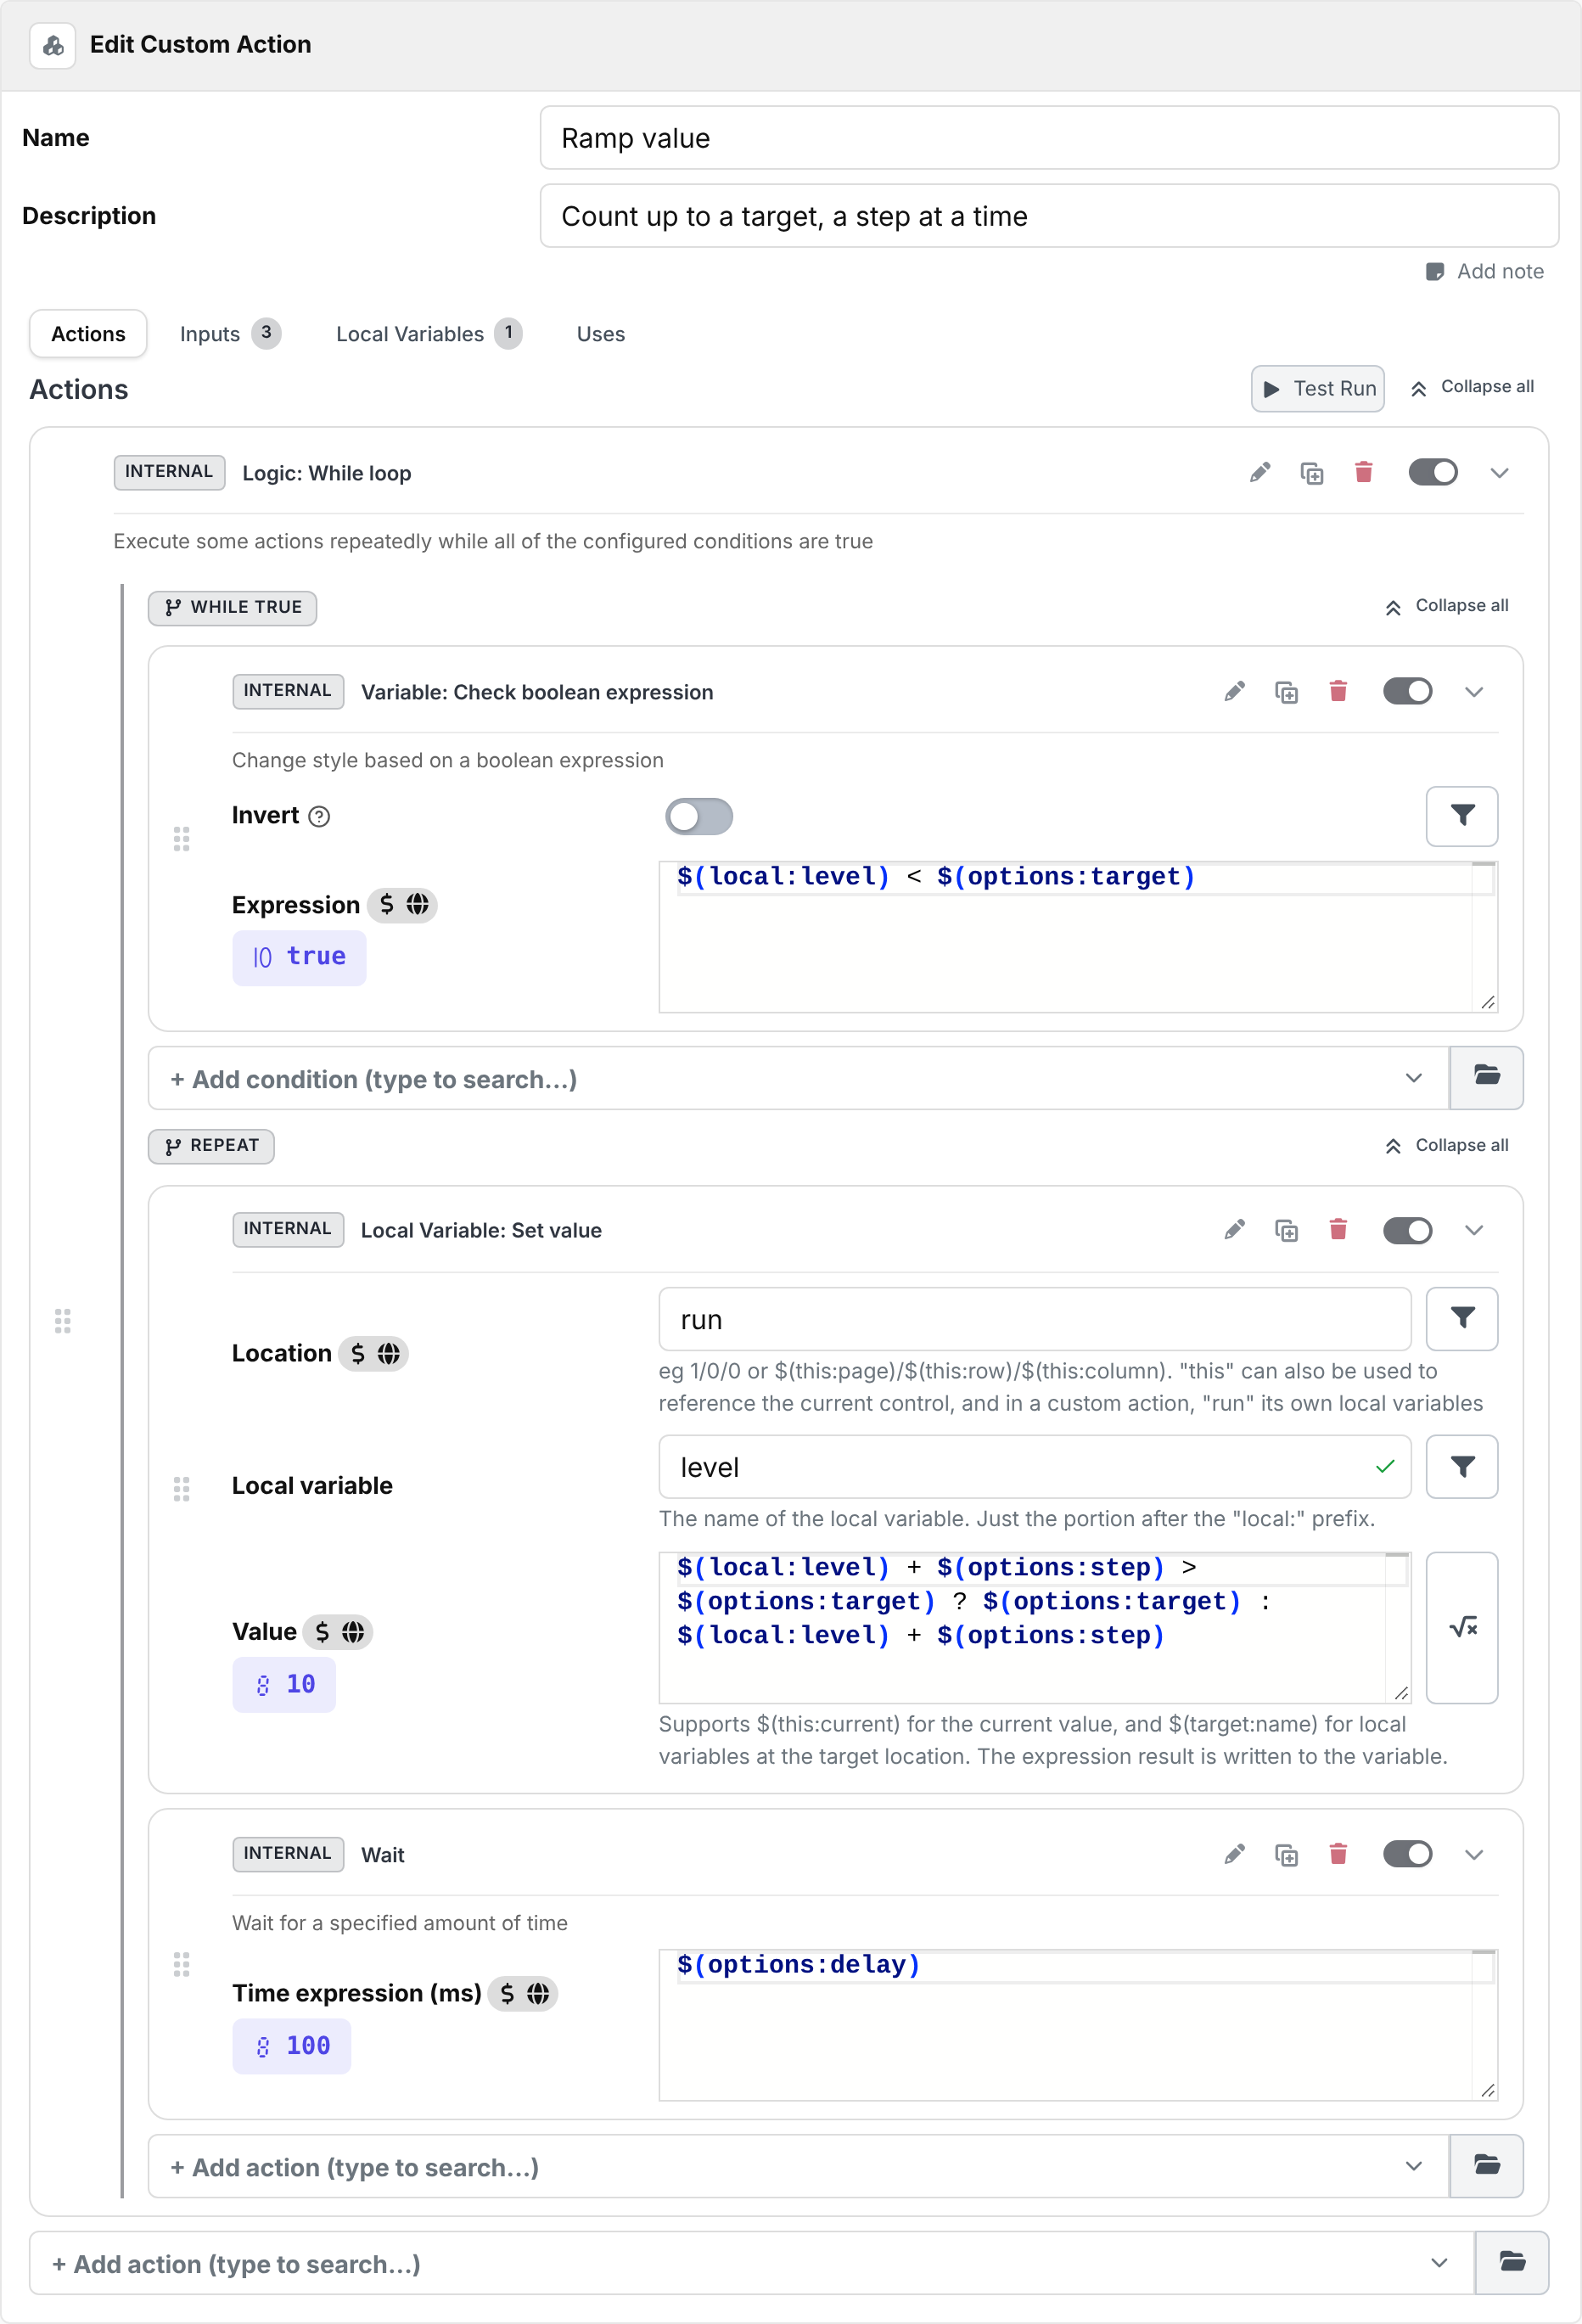 Edit Custom Action
Name
Ramp value
Description
Count up to a target, a step at a time
Add note
Actions
Inputs 3
Local Variables 1
Uses
Actions
Test Run
Collapse all
INTERNAL Logic: While loop
Execute some actions repeatedly while all of the configured conditions are true
WHILE TRUE
Collapse all
INTERNAL Variable: Check boolean expression
Change style based on a boolean expression
Invert
Expression
true
$(local:level) < $(options:target)
+ Add condition (type to search...)
REPEAT
Collapse all
INTERNAL Local Variable: Set value
Location
run
eg 1/0/0 or $(this:page)/$(this:row)/$(this:column). "this" can also be used to
reference the current control, and in a custom action, "run" its own local variables
Local variable
level
The name of the local variable. Just the portion after the "local:" prefix.
Value
10
$(local:level) + $(options:step) >
$(options:target) ? $(options:target) :
$(local:level) + $(options:step)
Supports $(this:current) for the current value, and $(target:name) for local
variables at the target location. The expression result is written to the variable.
INTERNAL Wait
Wait for a specified amount of time
Time expression (ms)
100
$(options:delay)
+ Add action (type to search...)
+ Add action (type to search...)